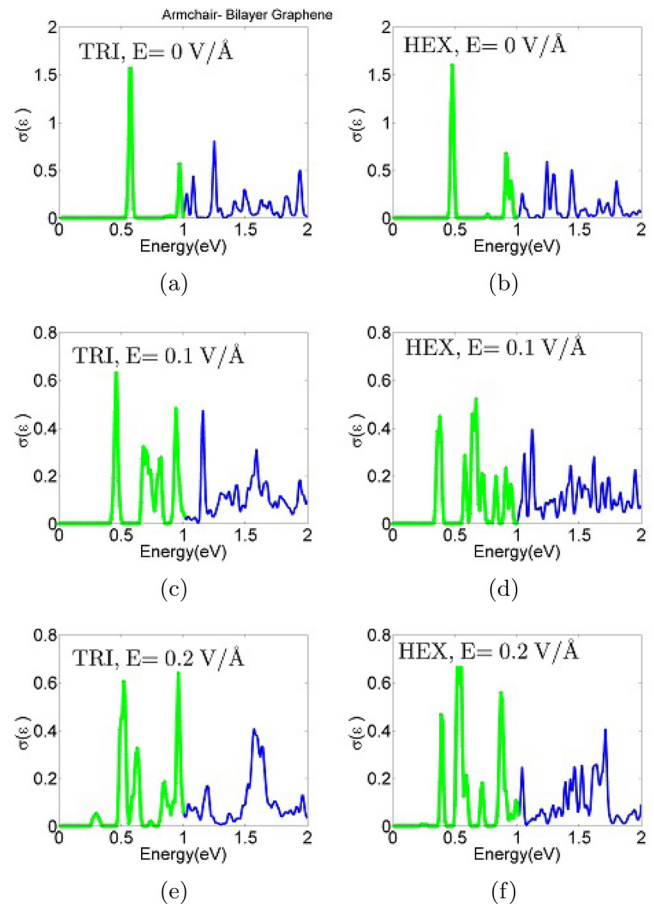 Armchair- Bilayer Graphene
TRI, E= 0 V/Å
σ(ε)
2
1.5
1
0.5
0
0 0.5 1 1.5 2
Energy(eV)
(a)
HEX, E= 0 V/Å
σ(ε)
2
1.5
1
0.5
0
0 0.5 1 1.5 2
Energy(eV)
(b)
TRI, E= 0.1 V/Å
σ(ε)
0.8
0.6
0.4
0.2
0
0 0.5 1 1.5 2
Energy(eV)
(c)
HEX, E= 0.1 V/Å
σ(ε)
0.8
0.6
0.4
0.2
0
0 0.5 1 1.5 2
Energy(eV)
(d)
TRI, E= 0.2 V/Å
σ(ε)
0.8
0.6
0.4
0.2
0
0 0.5 1 1.5 2
Energy(eV)
(e)
HEX, E= 0.2 V/Å
σ(ε)
0.8
0.6
0.4
0.2
0
0 0.5 1 1.5 2
Energy(eV)
(f)